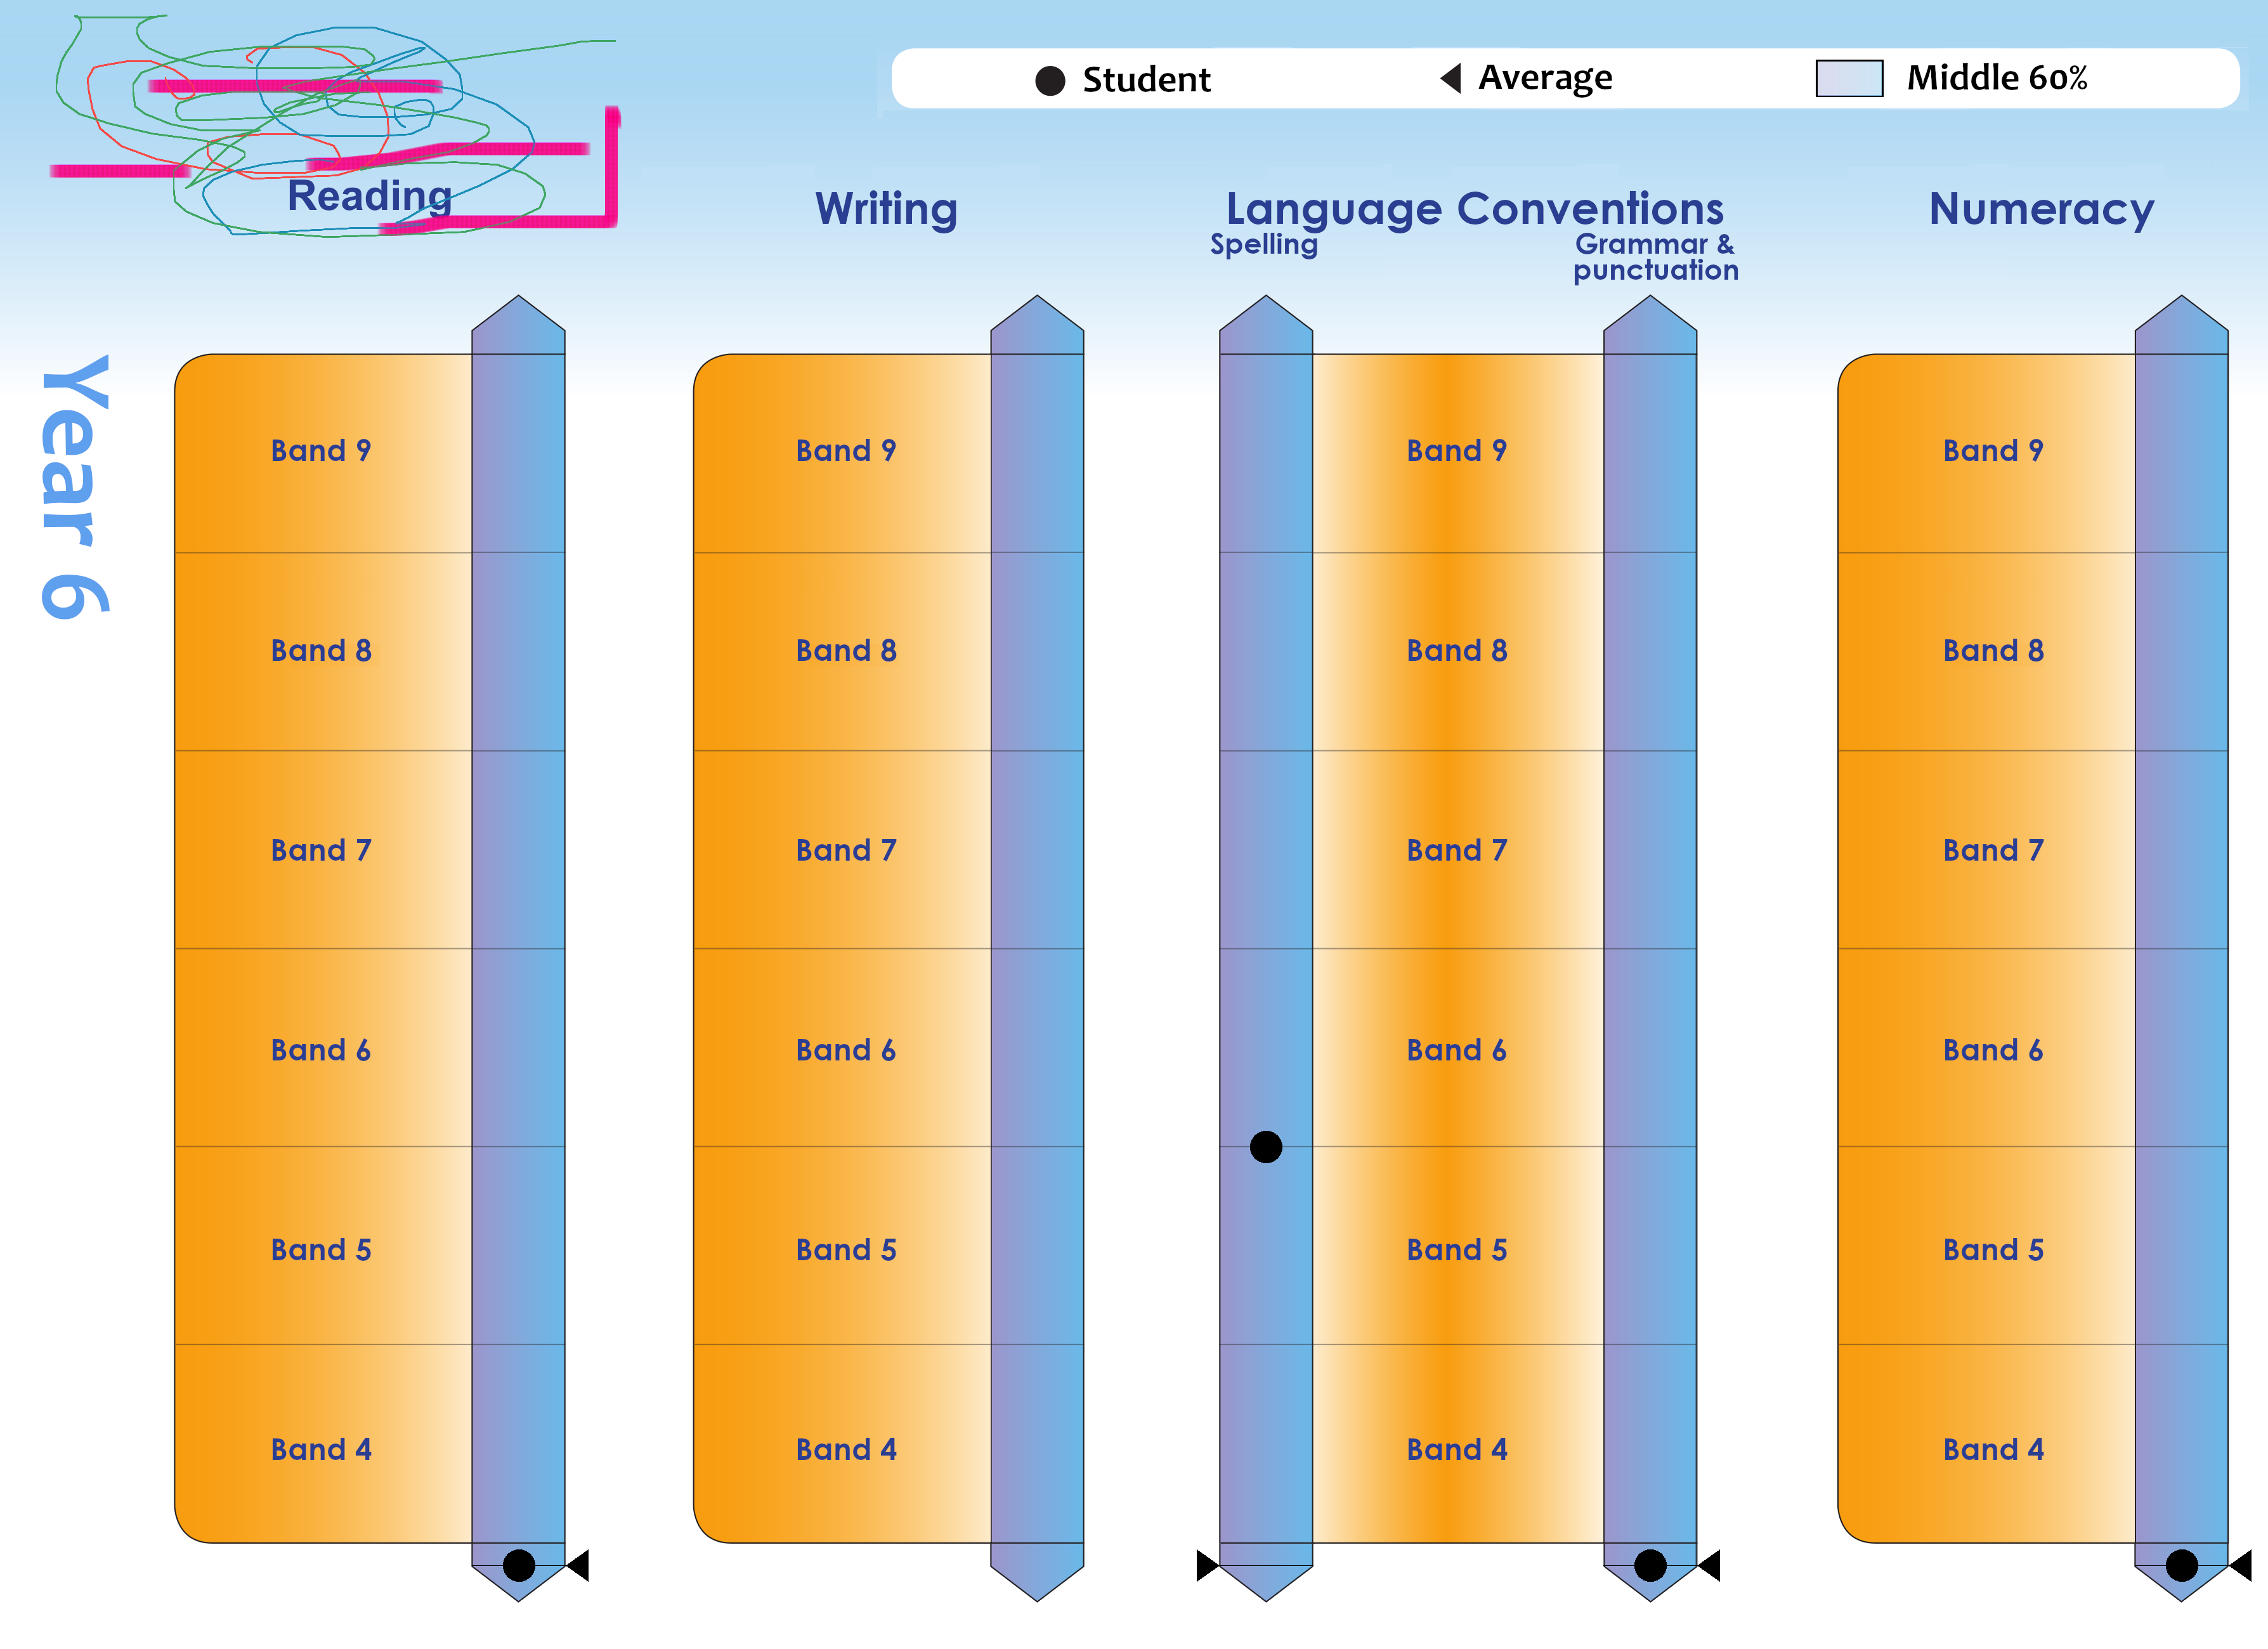 Student Average Middle 60%
Reading Writing Language Conventions Numeracy
Spelling Grammar &
punctuation
Year 6
Band 9 Band 9 Band 9 Band 9
Band 8 Band 8 Band 8 Band 8
Band 7 Band 7 Band 7 Band 7
Band 6 Band 6 Band 6 Band 6
Band 5 Band 5 Band 5 Band 5
Band 4 Band 4 Band 4 Band 4